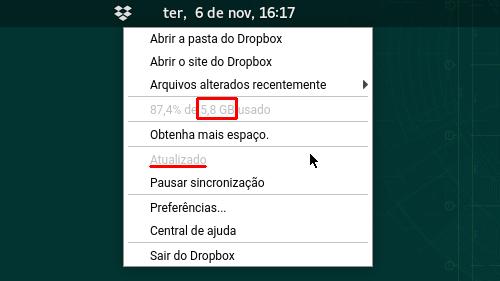 ter, 6 de nov, 16:17
Abrir a pasta do Dropbox
Abrir o site do Dropbox
Arquivos alterados recentemente
87,4% de 5,8 GB usado
Obtenha mais espaço.
Atualizado
Pausar sincronização
Preferências...
Central de ajuda
Sair do Dropbox